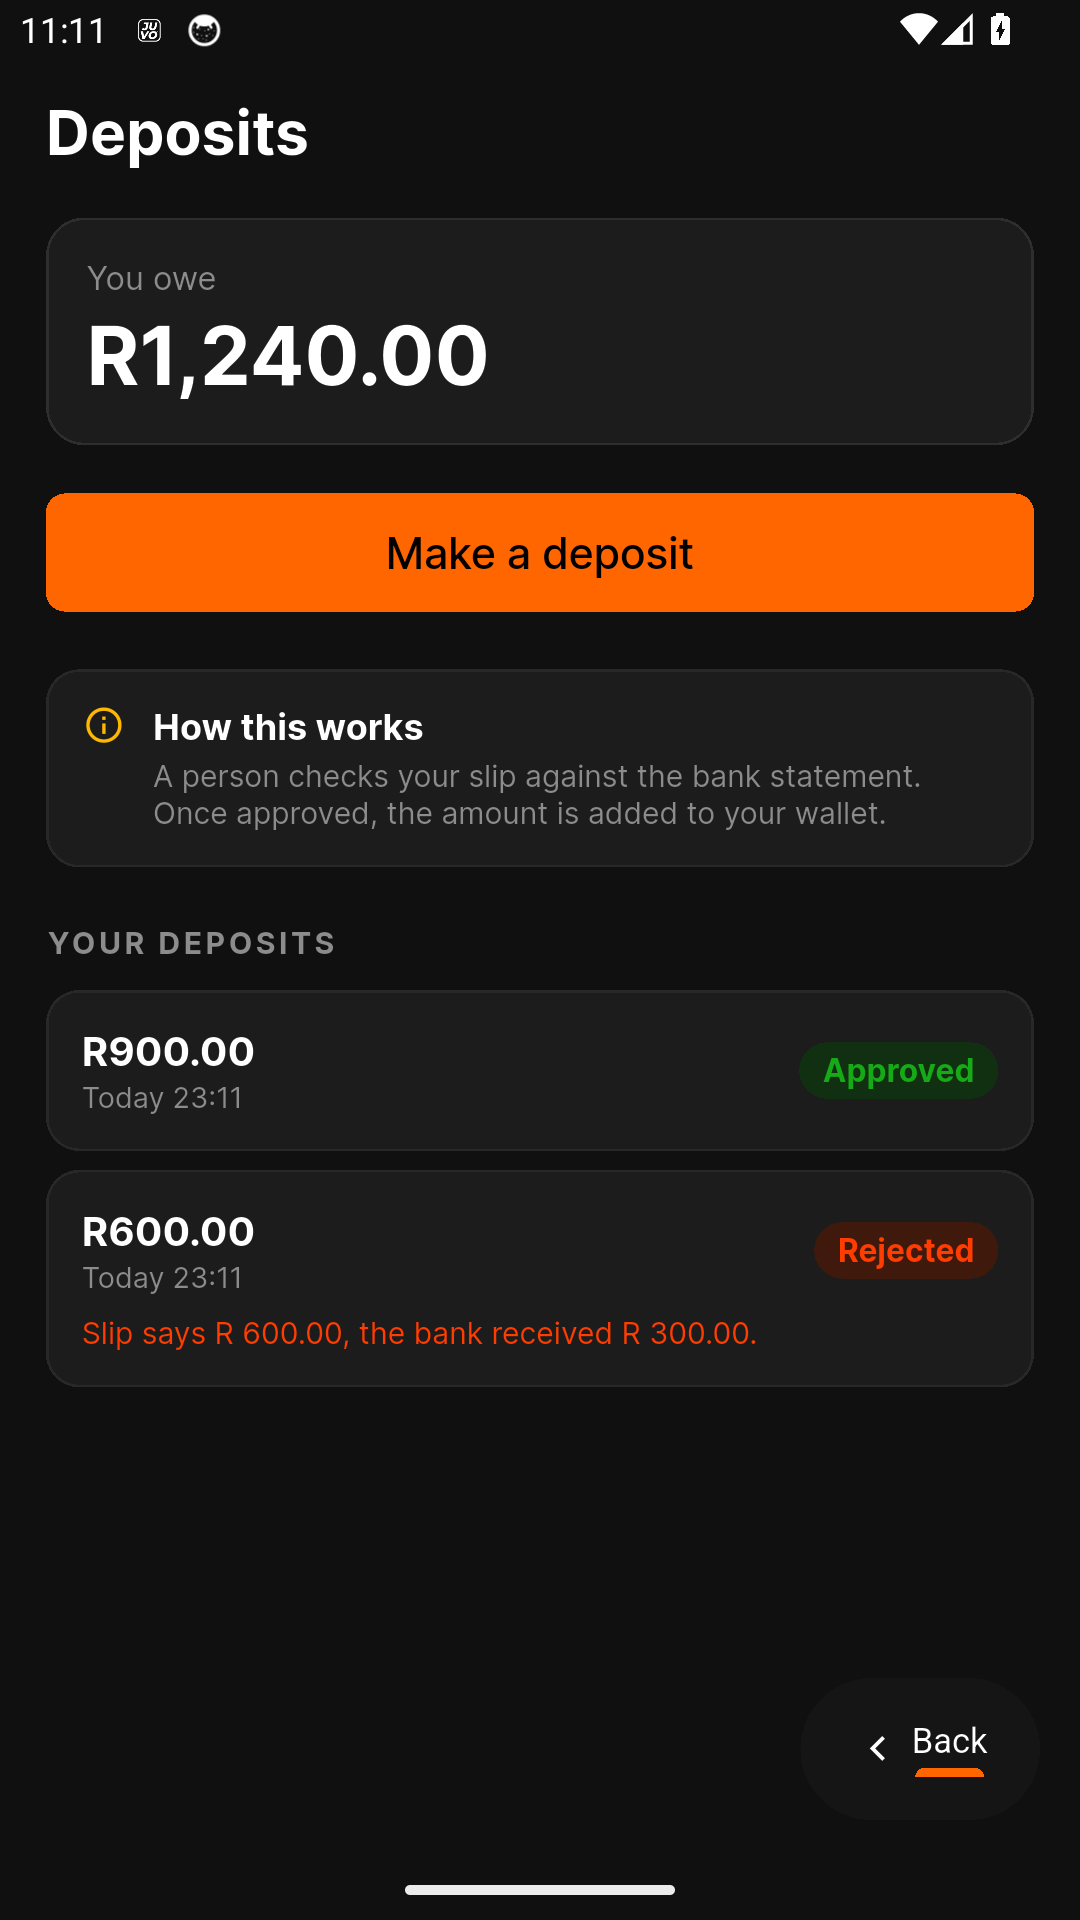 11:11
JUVO
Deposits
You owe
R1,240.00
Make a deposit
How this works
A person checks your slip against the bank statement.
Once approved, the amount is added to your wallet.
YOUR DEPOSITS
R900.00
Approved
Today 23:11
R600.00
Rejected
Today 23:11
Slip says R 600.00, the bank received R 300.00.
Back